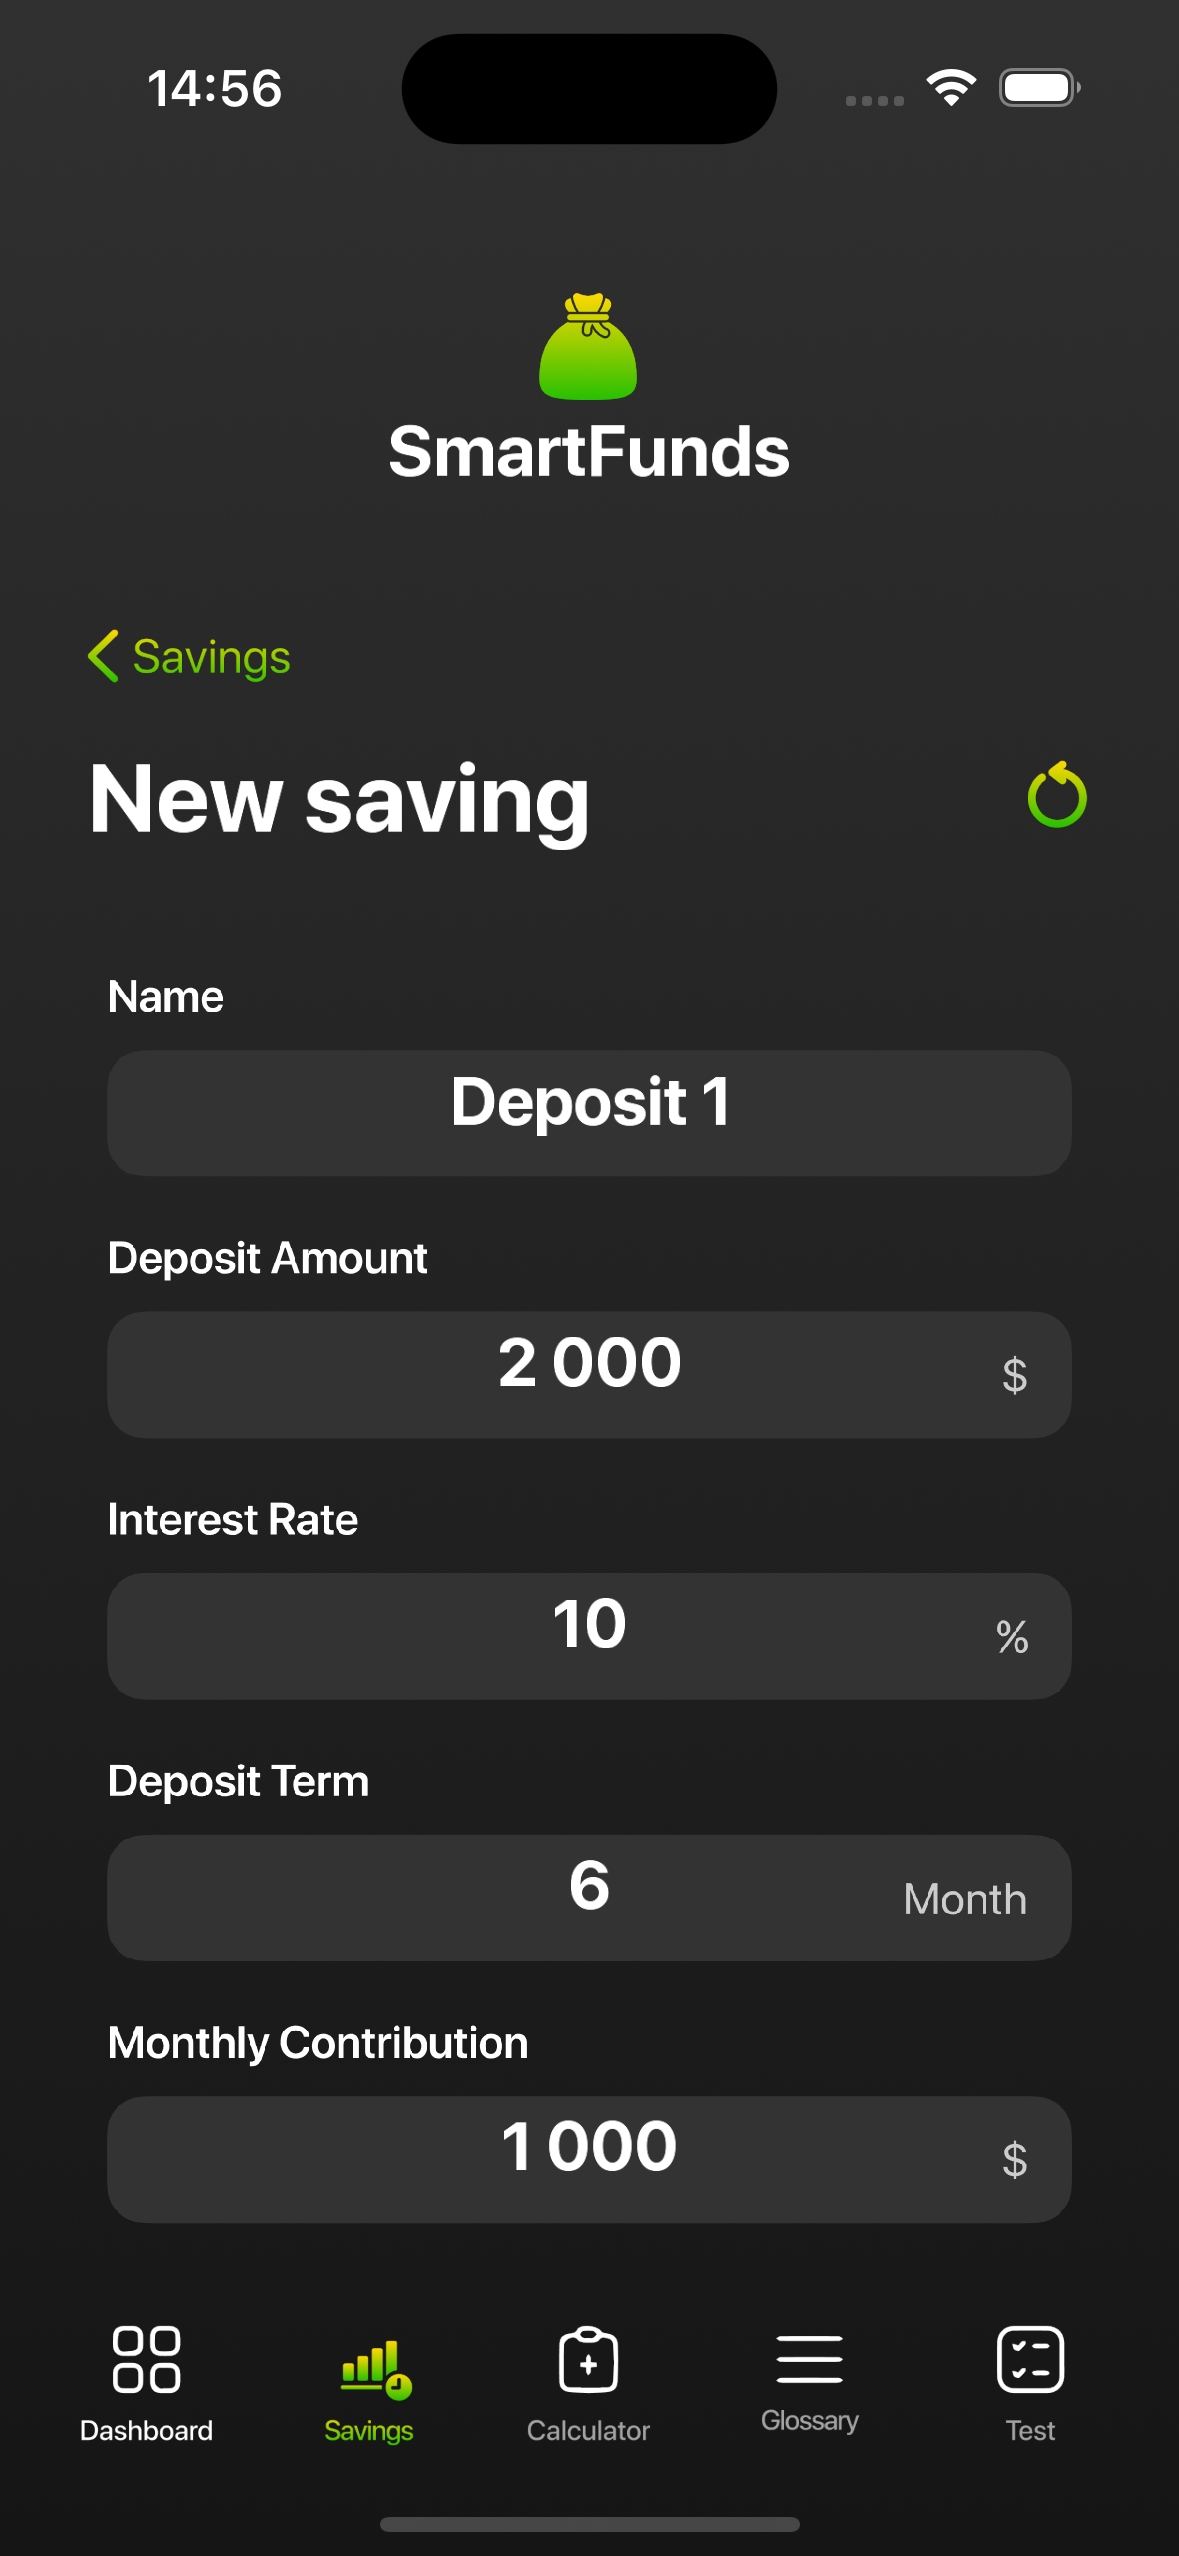 14:56
SmartFunds
Savings
New saving
Name
Deposit 1
Deposit Amount
2 000 $
Interest Rate
10 %
Deposit Term
6 Month
Monthly Contribution
1 000 $
Dashboard Savings Calculator Glossary Test